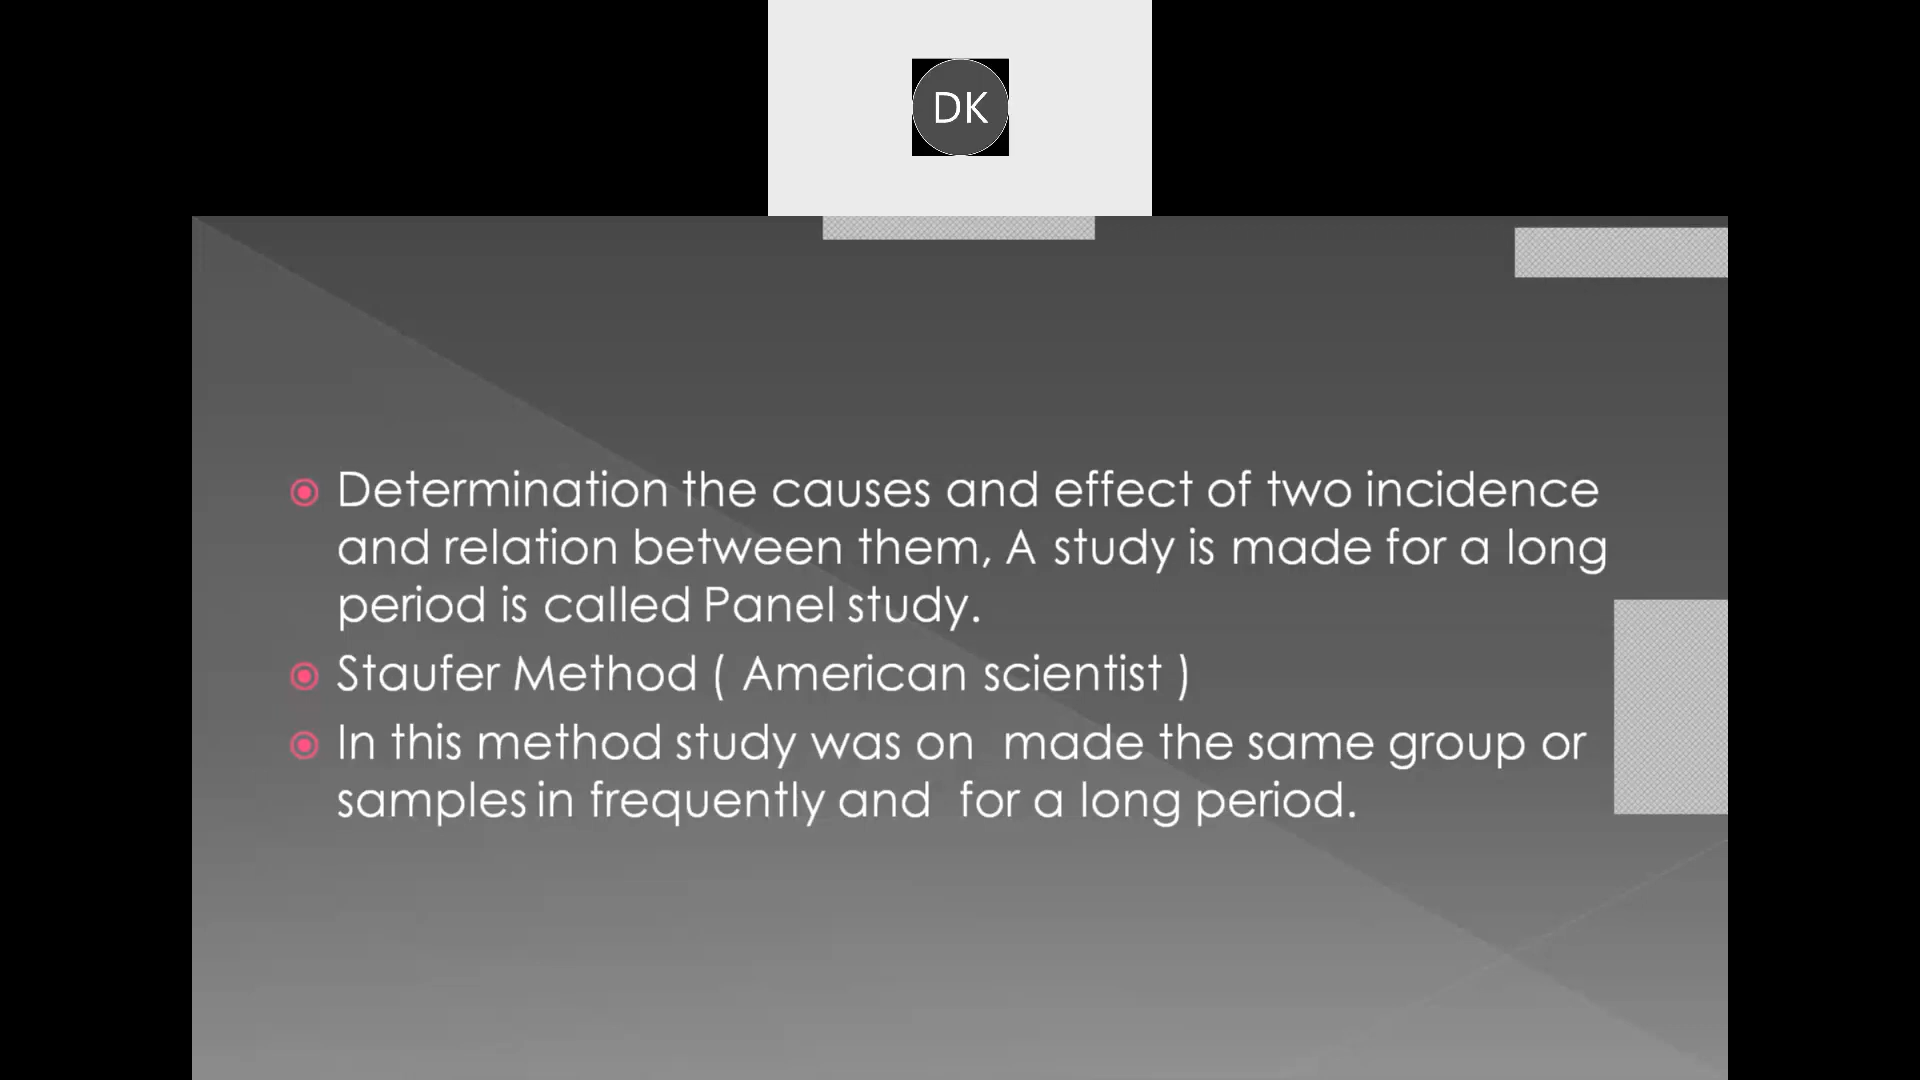 DK
Determination the causes and effect of two incidence
and relation between them, A study is made for a long
period is called Panel study.
Staufer Method ( American scientist )
In this method study was on made the same group or
samples in frequently and for a long period.